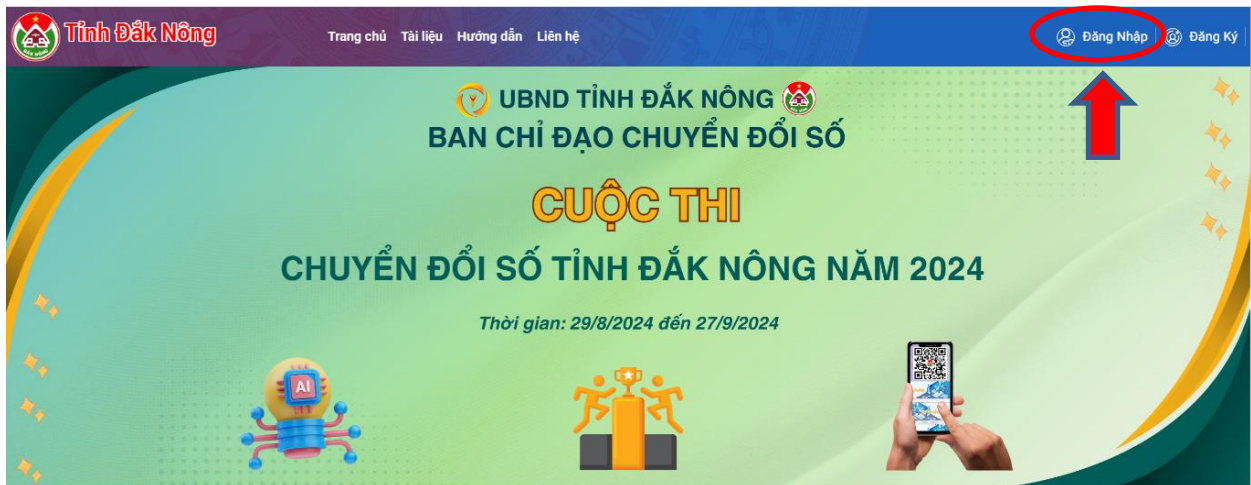 Tỉnh Đắk Nông
Trang chủ Tài liệu Hướng dẫn Liên hệ
Đăng Nhập Đăng Ký
UBND TỈNH ĐẮK NÔNG
BAN CHỈ ĐẠO CHUYỂN ĐỔI SỐ
CUỘC THI
CHUYỂN ĐỔI SỐ TỈNH ĐẮK NÔNG NĂM 2024
Thời gian: 29/8/2024 đến 27/9/2024
AI